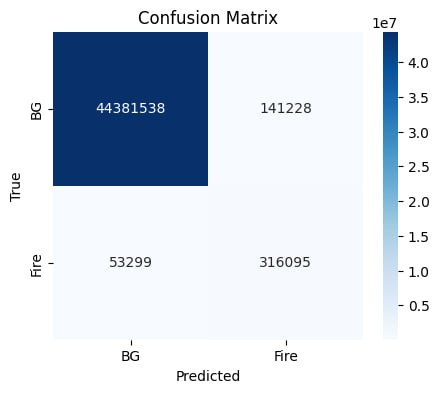 Confusion Matrix
1e7
BG
44381538
141228
Fire
53299
316095
True
BG
Fire
Predicted
4.0
3.5
3.0
2.5
2.0
1.5
1.0
0.5